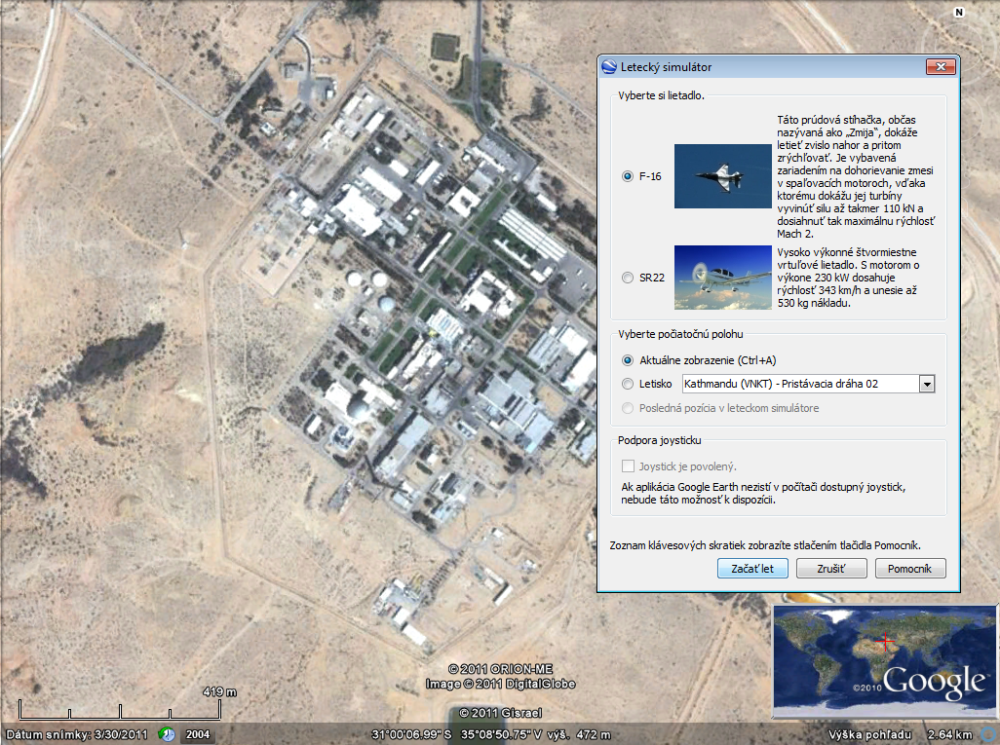 N
Letecký simulátor
Vyberte si lietadlo.
F-16
Táto prúdová stíhačka, občas
nazývaná ako „Zmija“, dokáže
letieť zvislo nahor a pritom
zrýchľovať. Je vybavená
zariadením na dohorievanie zmesi
v spaľovacích motoroch, vďaka
ktorému dokážu jej turbíny
vyvinúť silu až takmer 110 kN a
dosiahnuť tak maximálnu rýchlosť
Mach 2.
SR22
Vysoko výkonné štvormiestne
vrtuľové lietadlo. S motorom o
výkone 230 kW dosahuje
rýchlosť 343 km/h a unesie až
530 kg nákladu.
Vyberte počiatočnú polohu
Aktuálne zobrazenie (Ctrl+A)
Letisko Kathmandu (VNKT) - Pristávacia dráha 02
Posledná pozícia v leteckom simulátore
Podpora joysticku
Joystick je povolený.
Ak aplikácia Google Earth nezistí v počítači dostupný joystick,
nebude táto možnosť k dispozícii.
Zoznam klávesových skratiek zobrazíte stlačením tlačidla Pomocník.
Začať let Zrušiť Pomocník
© 2011 ORION-ME
Image © 2011 DigitalGlobe
© 2011 Gisrael
419 m
©2010 Google
Dátum snímky: 3/30/2011 2004 31°00'06.99" S 35°08'50.75" V výš. 472 m Výška pohľadu 2.64 km